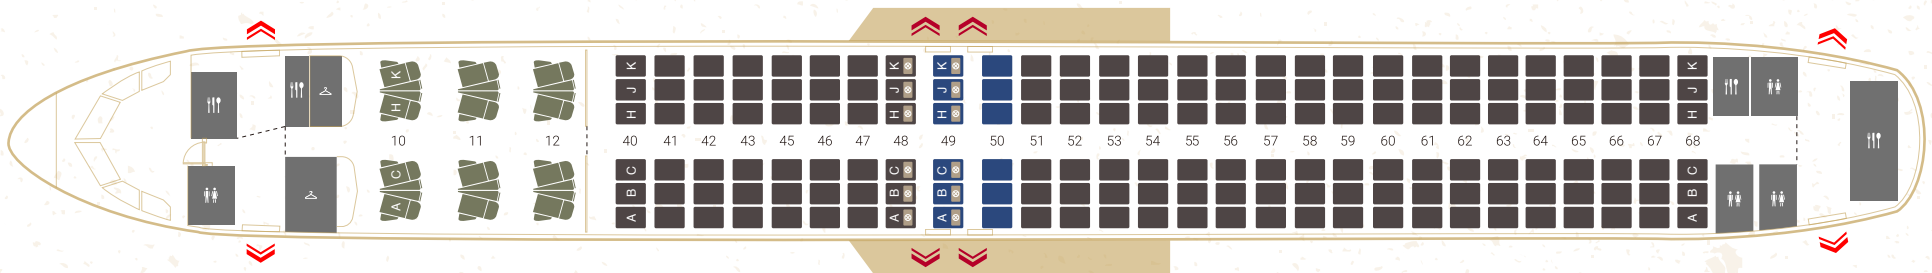 K K K K K
J J J J
H H H H H
10 11 12 40 41 42 43 44 45 46 47 48 49 50 51 52 53 54 55 56 57 58 59 60 61 62 63 64 65 66 67 68
C C C C C
B B B B
A A A A A